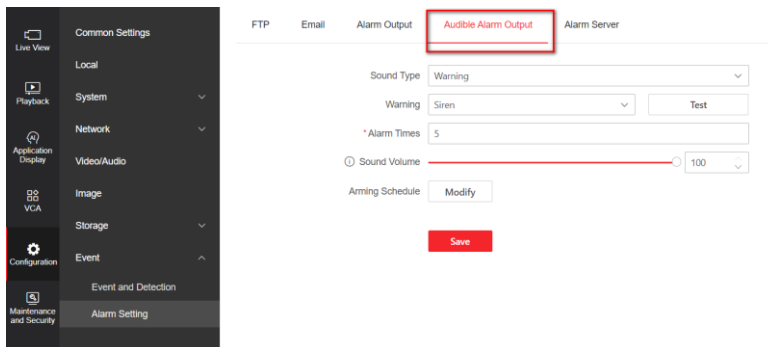 Live View
Playback
AI
Application
Display
VCA
Configuration
Maintenance
and Security
Common Settings
Local
System
Network
Video/Audio
Image
Storage
Event
Event and Detection
Alarm Setting
FTP Email Alarm Output Audible Alarm Output Alarm Server
Sound Type Warning
Warning Siren Test
*Alarm Times 5
Sound Volume 100
Arming Schedule Modify
Save